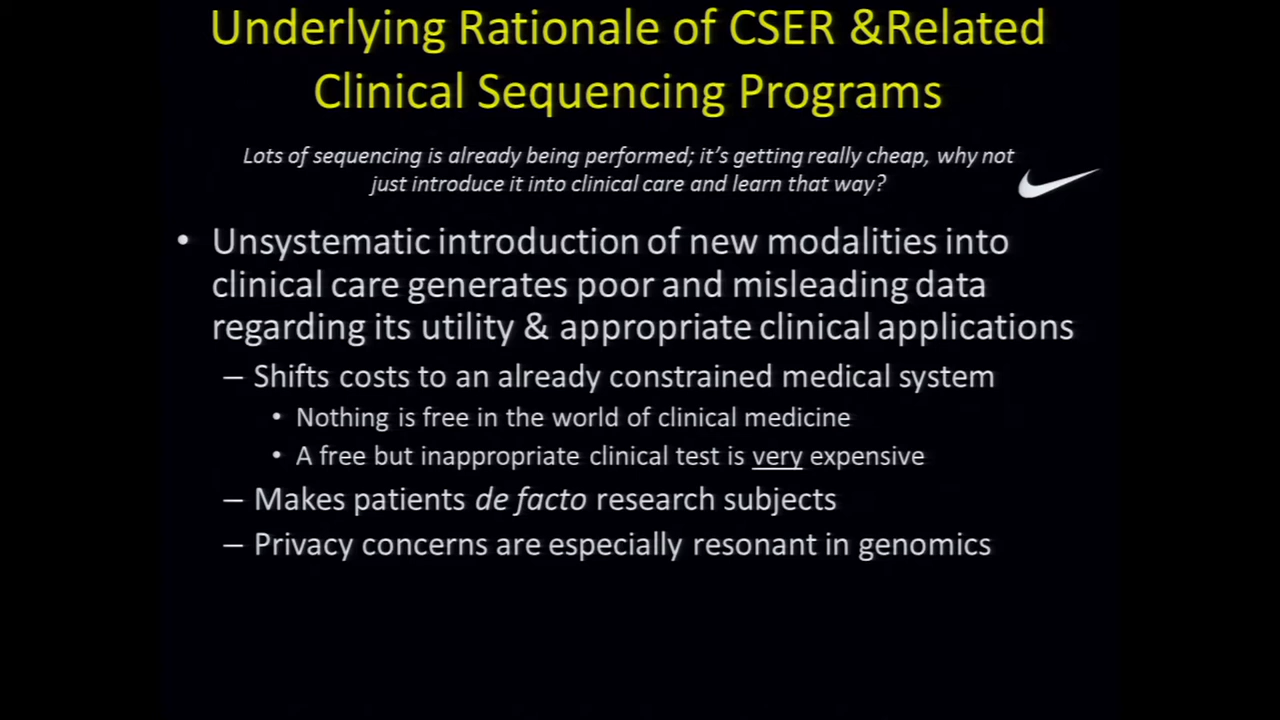 Underlying Rationale of CSER &Related
Clinical Sequencing Programs
Lots of sequencing is already being performed; it's getting really cheap, why not
just introduce it into clinical care and learn that way?
• Unsystematic introduction of new modalities into
clinical care generates poor and misleading data
regarding its utility & appropriate clinical applications
– Shifts costs to an already constrained medical system
• Nothing is free in the world of clinical medicine
• A free but inappropriate clinical test is very expensive
– Makes patients de facto research subjects
– Privacy concerns are especially resonant in genomics